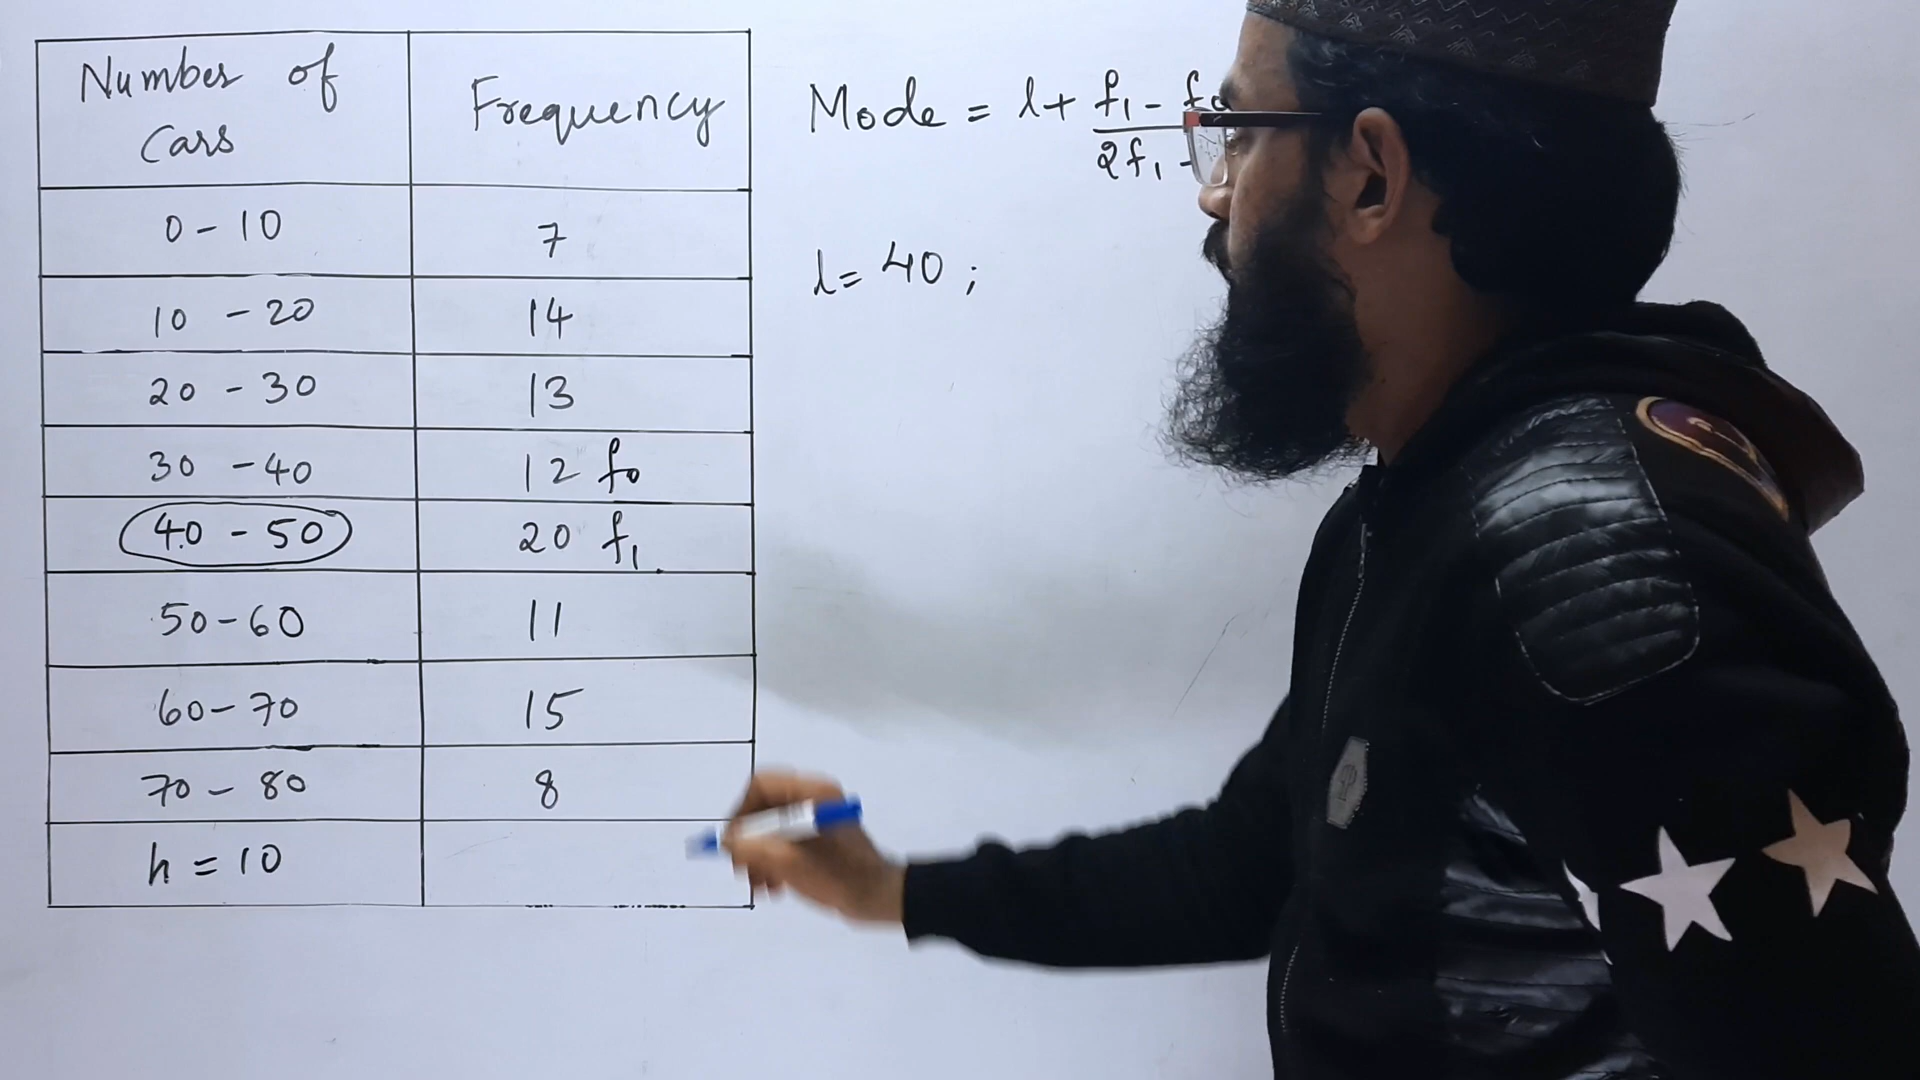 Number of Cars
Frequency
0 - 10 7
10 - 20 14
20 - 30 13
30 - 40 12 f₀
40 - 50 20 f₁
50 - 60 11
60 - 70 15
70 - 80 8
h = 10
Mode = l + f₁ - f₀
2f₁ -
l = 40 ;